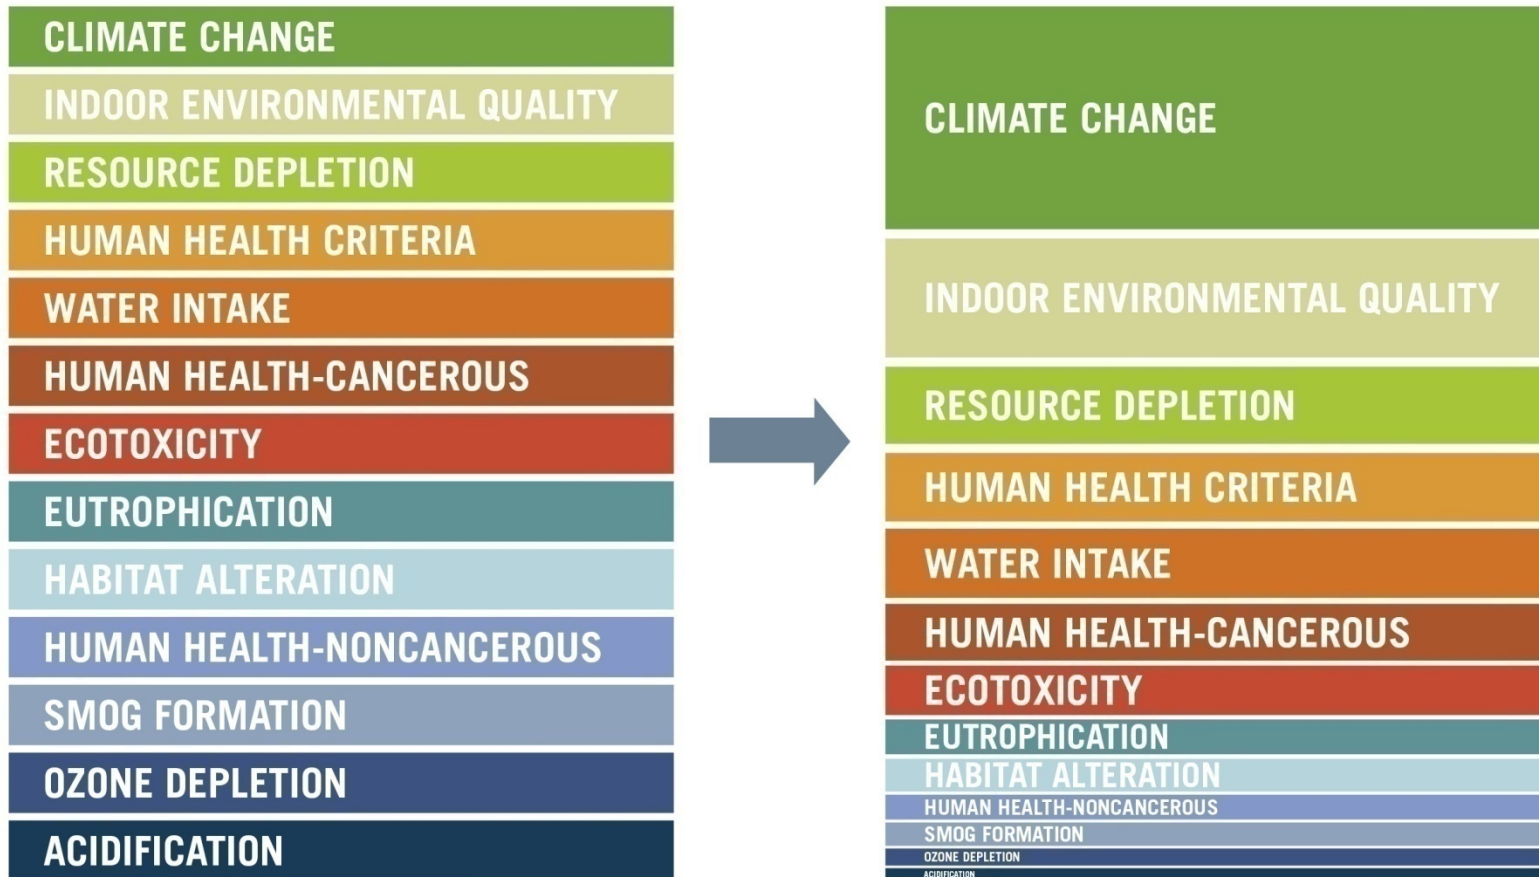 CLIMATE CHANGE
INDOOR ENVIRONMENTAL QUALITY
RESOURCE DEPLETION
HUMAN HEALTH CRITERIA
WATER INTAKE
HUMAN HEALTH-CANCEROUS
ECOTOXICITY
EUTROPHICATION
HABITAT ALTERATION
HUMAN HEALTH-NONCANCEROUS
SMOG FORMATION
OZONE DEPLETION
ACIDIFICATION
CLIMATE CHANGE
INDOOR ENVIRONMENTAL QUALITY
RESOURCE DEPLETION
HUMAN HEALTH CRITERIA
WATER INTAKE
HUMAN HEALTH-CANCEROUS
ECOTOXICITY
EUTROPHICATION
HABITAT ALTERATION
HUMAN HEALTH-NONCANCEROUS
SMOG FORMATION
OZONE DEPLETION
ACIDIFICATION